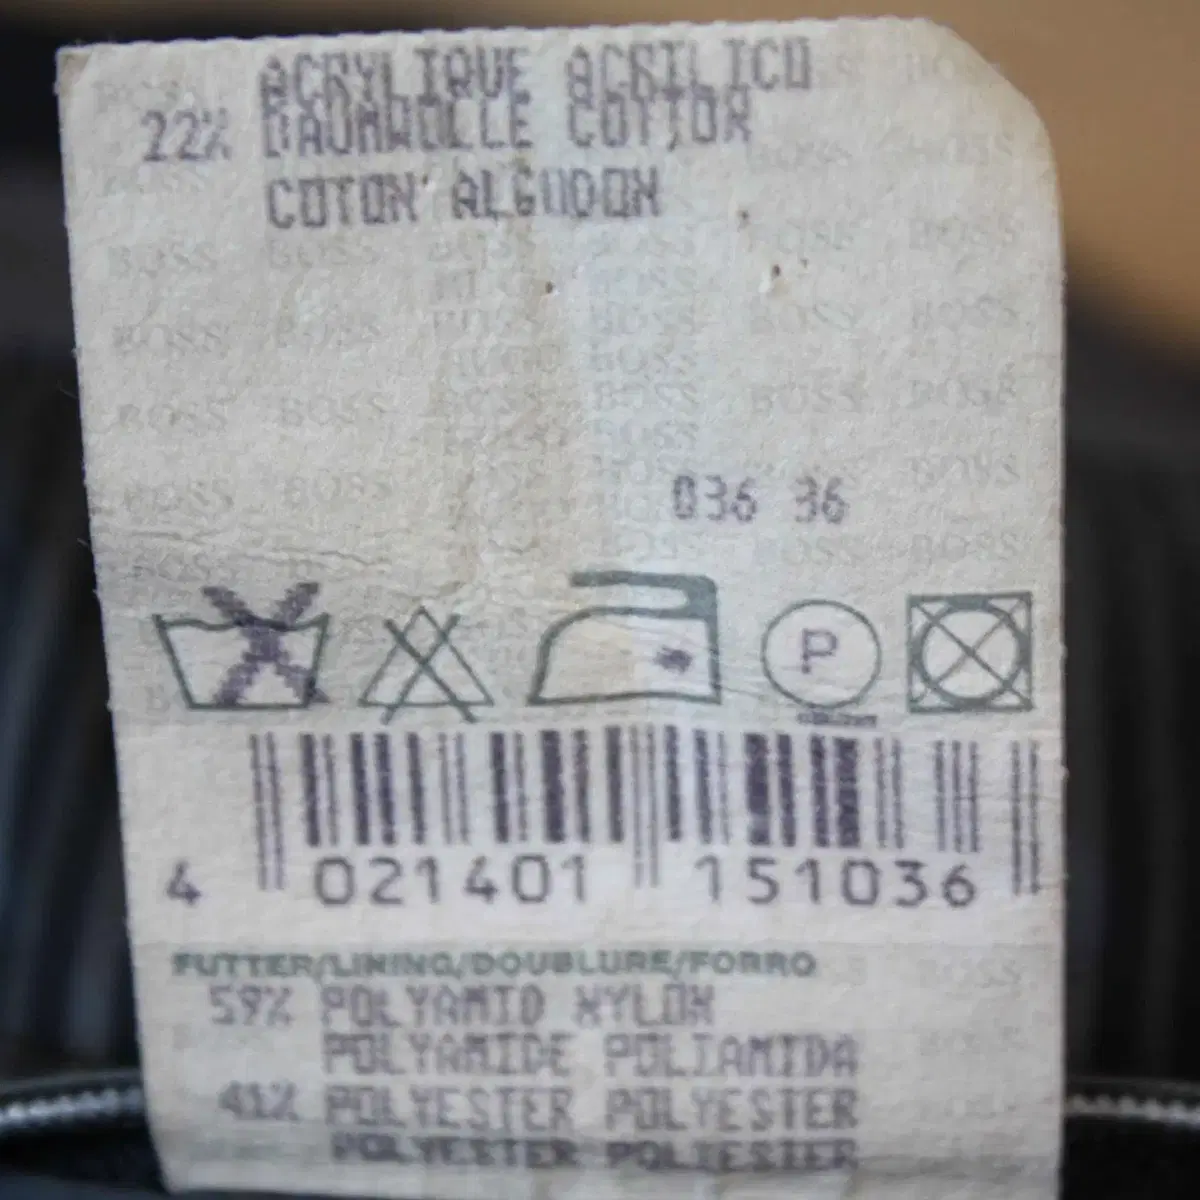 ACRYLIQUE ACRILICO
22% BAUMWOLLE COTTON
COTON ALGODON
036 36
P
4 021401 151036
FUTTER/LINING/DOUBLURE/FORRO
59% POLYAMID NYLON
POLYAMIDE POLIAMIDA
41% POLYESTER POLYESTER
POLYESTER POLIESTER